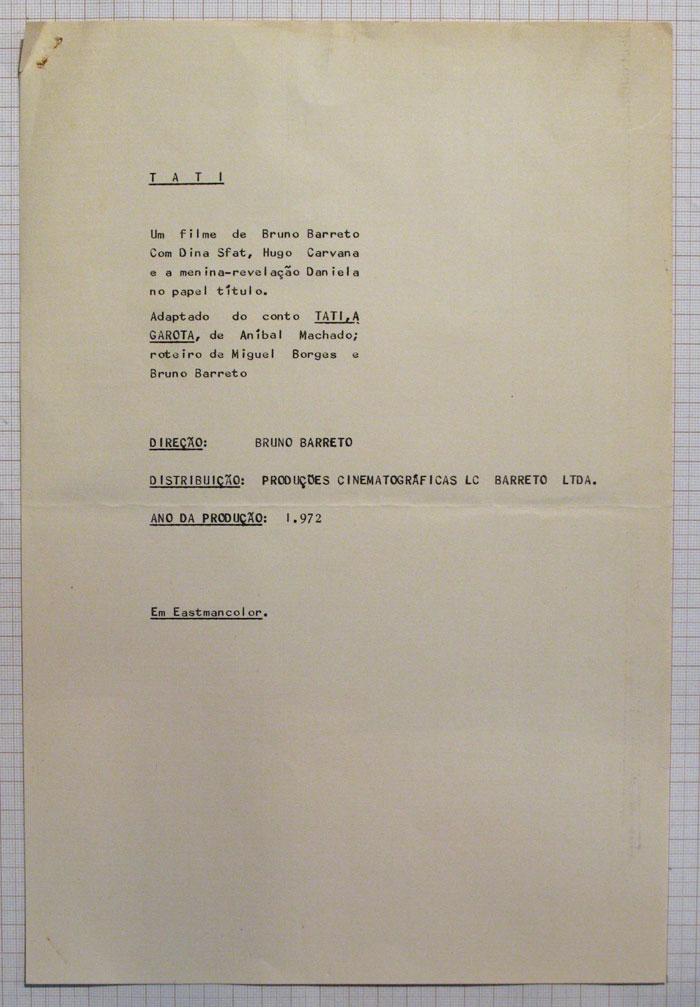 T A T I
Um filme de Bruno Barreto
Com Dina Sfat, Hugo Carvana
e a menina-revelação Daniela
no papel título.
Adaptado do conto TATI,A
GAROTA, de Aníbal Machado;
roteiro de Miguel Borges e
Bruno Barreto
DIREÇÃO: BRUNO BARRETO
DISTRIBUIÇÃO: PRODUÇÕES CINEMATOGRÁFICAS LC BARRETO LTDA.
ANO DA PRODUÇÃO: 1.972
Em Eastmancolor.